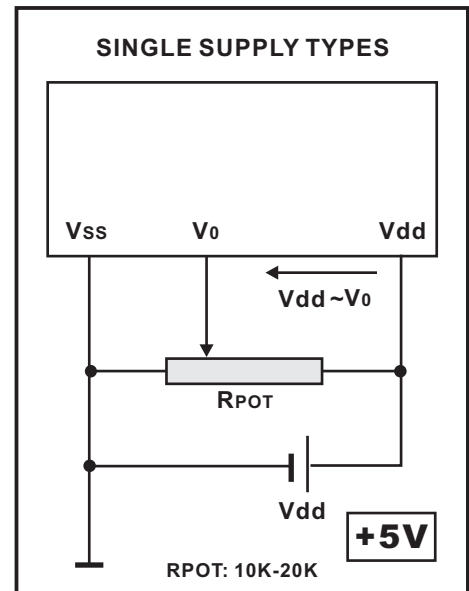 SINGLE SUPPLY TYPES
VSS V0 Vdd
Vdd ~V0
RPOT
Vdd
+5V
RPOT: 10K-20K